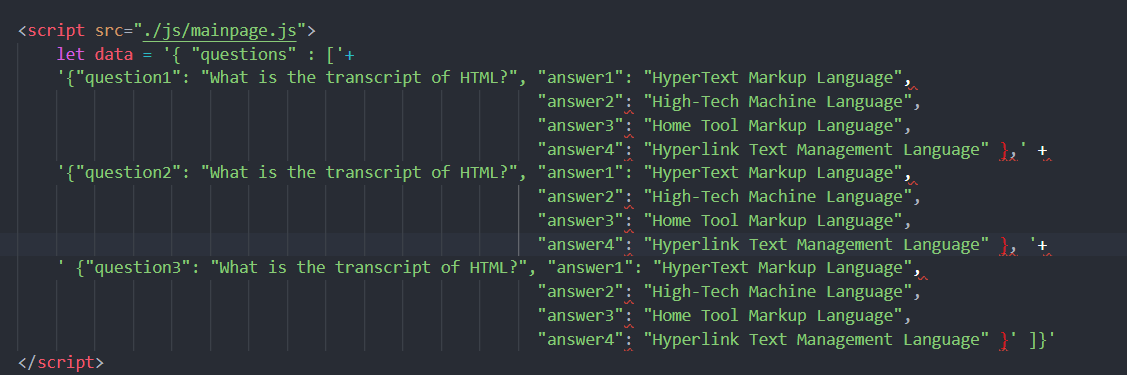 <script src="./js/mainpage.js">
let data = '{ "questions" : ['+
'{"question1": "What is the transcript of HTML?", "answer1": "HyperText Markup Language",
"answer2": "High-Tech Machine Language",
"answer3": "Home Tool Markup Language",
"answer4": "Hyperlink Text Management Language" },' +
'{"question2": "What is the transcript of HTML?", "answer1": "HyperText Markup Language",
"answer2": "High-Tech Machine Language",
"answer3": "Home Tool Markup Language",
"answer4": "Hyperlink Text Management Language" }, '+
' {"question3": "What is the transcript of HTML?", "answer1": "HyperText Markup Language",
"answer2": "High-Tech Machine Language",
"answer3": "Home Tool Markup Language",
"answer4": "Hyperlink Text Management Language" }' ]}'
</script>